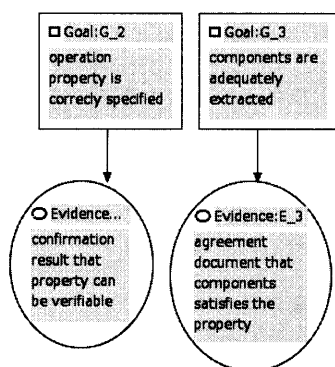 Goal:G_2
operation
property is
correcly specified
Goal:G_3
components are
adequately
extracted
Evidence...
confirmation
result that
property can
be verifiable
Evidence:E_3
agreement
document that
components
satisfies the
property